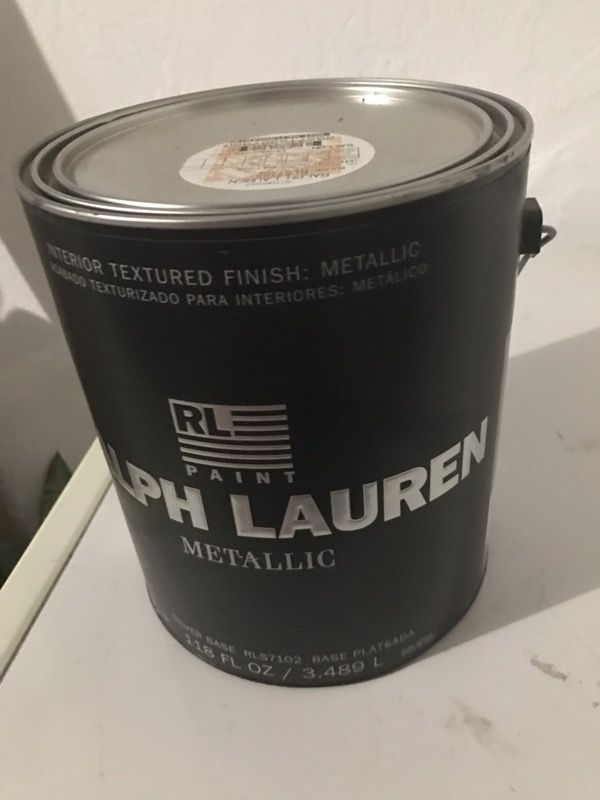 INTERIOR TEXTURED FINISH: METALLIC
ACABADO TEXTURIZADO PARA INTERIORES: METÁLICO
RL
PAINT
ALPH LAUREN
METALLIC
SILVER BASE RLS7102 BASE PLATEADA
118 FL OZ / 3.489 L